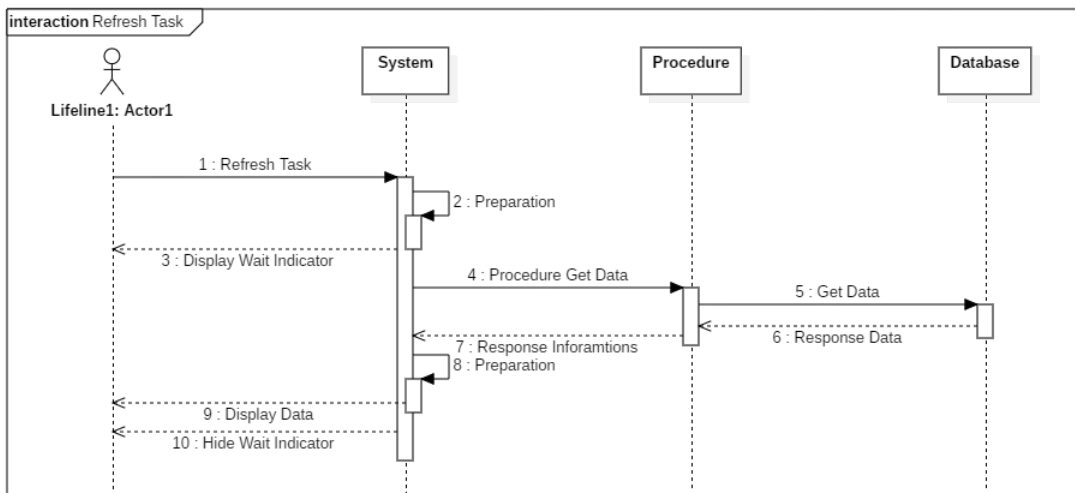 interaction Refresh Task
System
Procedure
Database
Lifeline1: Actor1
1 : Refresh Task
2 : Preparation
3 : Display Wait Indicator
4 : Procedure Get Data
5 : Get Data
6 : Response Data
7 : Response Inforamtions
8 : Preparation
9 : Display Data
10 : Hide Wait Indicator